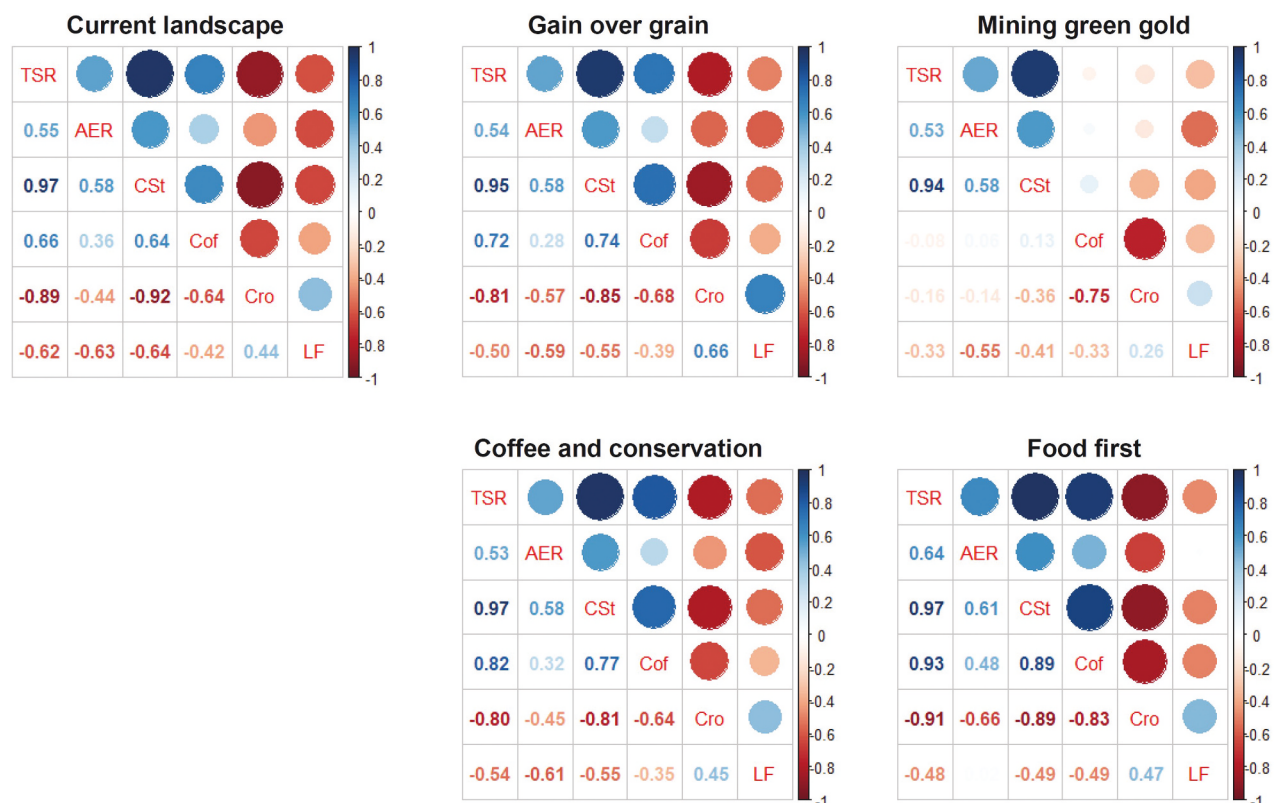 Current landscape
TSR
0.55 AER
0.97 0.58 CSt
0.66 0.36 0.64 Cof
-0.89 -0.44 -0.92 -0.64 Cro
-0.62 -0.63 -0.64 -0.42 0.44 LF
1
0.8
0.6
0.4
0.2
0
-0.2
-0.4
-0.6
-0.8
-1
Gain over grain
TSR
0.54 AER
0.95 0.58 CSt
0.72 0.28 0.74 Cof
-0.81 -0.57 -0.85 -0.68 Cro
-0.50 -0.59 -0.55 -0.39 0.66 LF
1
0.8
0.6
0.4
0.2
0
-0.2
-0.4
-0.6
-0.8
-1
Mining green gold
TSR
0.53 AER
0.94 0.58 CSt
-0.08 0.13 Cof
-0.16 -0.14 -0.36 -0.75 Cro
-0.33 -0.55 -0.41 -0.33 0.26 LF
1
0.8
0.6
0.4
0.2
0
-0.2
-0.4
-0.6
-0.8
-1
Coffee and conservation
TSR
0.53 AER
0.97 0.58 CSt
0.82 0.32 0.77 Cof
-0.80 -0.45 -0.81 -0.64 Cro
-0.54 -0.61 -0.55 -0.35 0.45 LF
1
0.8
0.6
0.4
0.2
0
-0.2
-0.4
-0.6
-0.8
-1
Food first
TSR
0.64 AER
0.97 0.61 CSt
0.93 0.48 0.89 Cof
-0.91 -0.66 -0.89 -0.83 Cro
-0.48 -0.49 -0.49 0.47 LF
1
0.8
0.6
0.4
0.2
0
-0.2
-0.4
-0.6
-0.8
-1